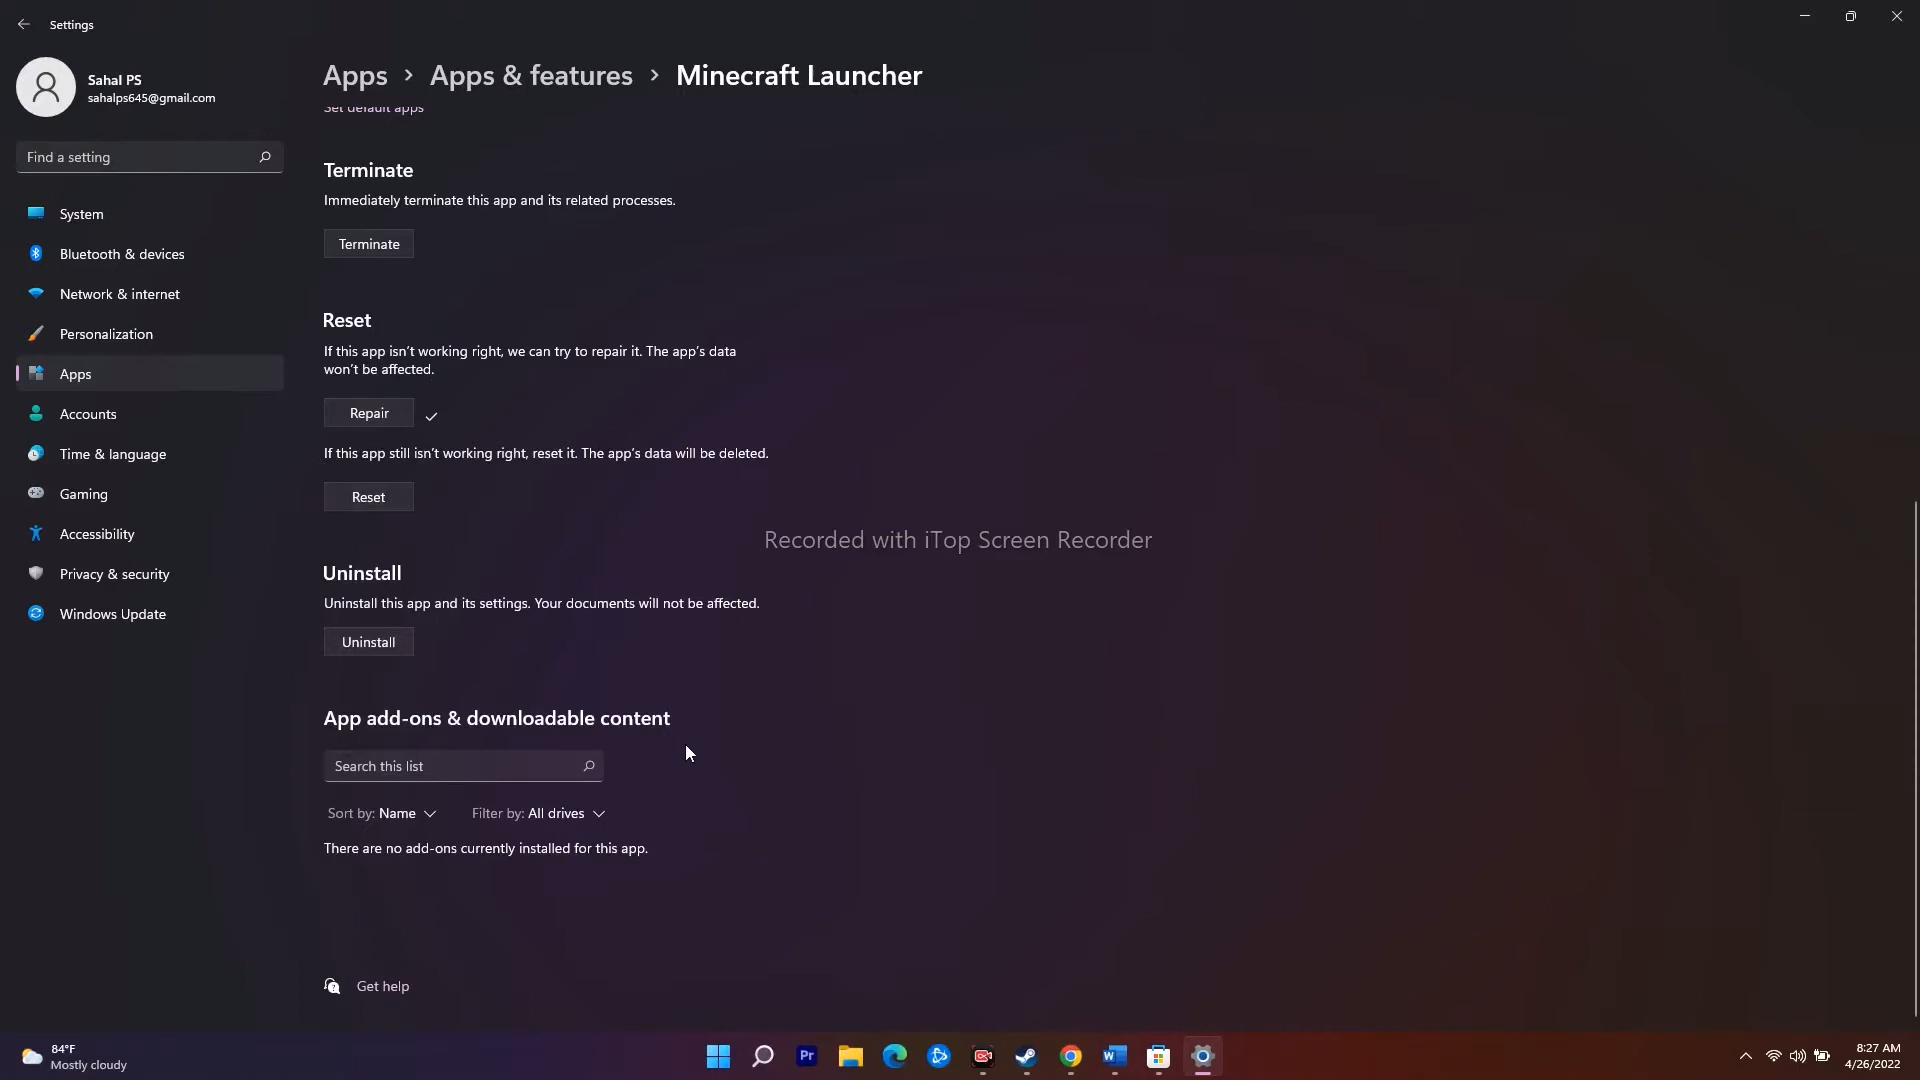 Settings
Sahal PS
sahalps645@gmail.com
Find a setting
System
Bluetooth & devices
Network & internet
Personalization
Apps
Accounts
Time & language
Gaming
Accessibility
Privacy & security
Windows Update
Apps > Apps & features > Minecraft Launcher
Set default apps
Terminate
Immediately terminate this app and its related processes.
Terminate
Reset
If this app isn't working right, we can try to repair it. The app's data
won't be affected.
Repair
If this app still isn't working right, reset it. The app's data will be deleted.
Reset
Recorded with iTop Screen Recorder
Uninstall
Uninstall this app and its settings. Your documents will not be affected.
Uninstall
App add-ons & downloadable content
Search this list
Sort by: Name Filter by: All drives
There are no add-ons currently installed for this app.
Get help
84°F
Mostly cloudy
Pr
W
8:27 AM
4/26/2022